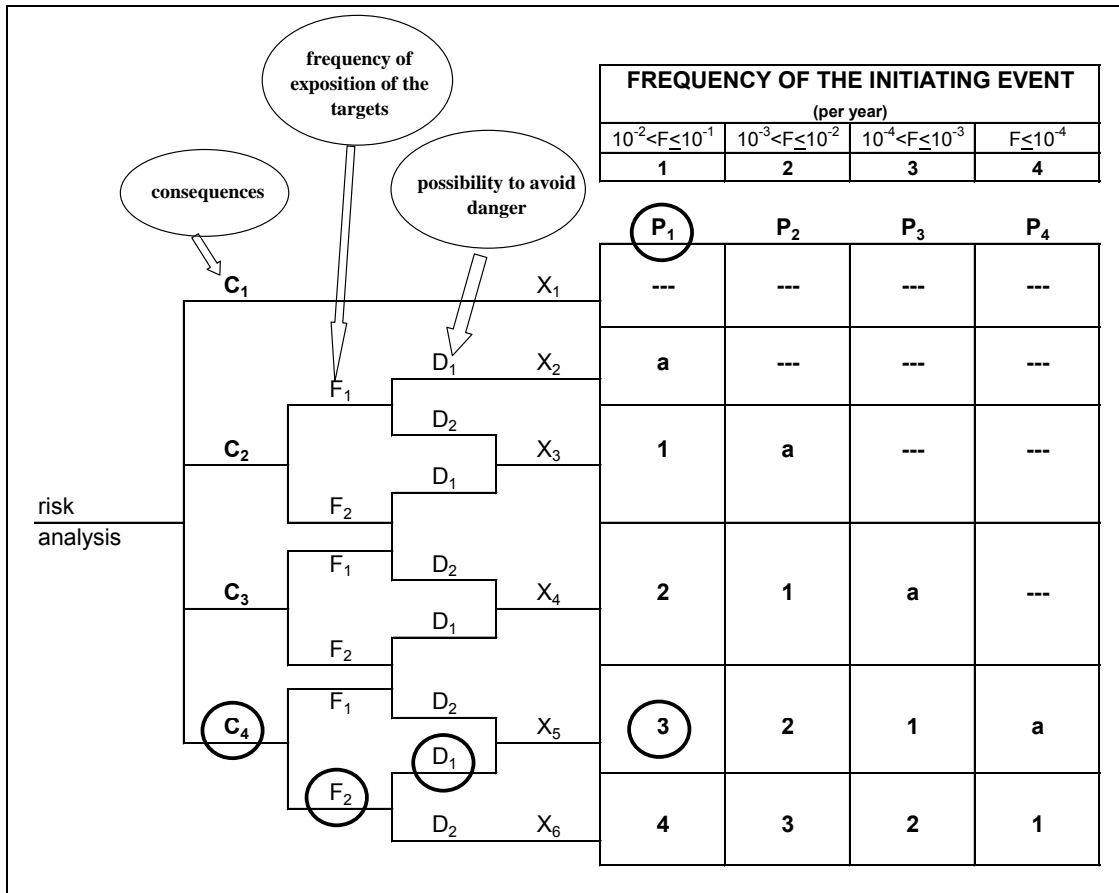 frequency of
exposition of the
targets
consequences
possibility to avoid
danger
FREQUENCY OF THE INITIATING EVENT
(per year)
10⁻²<F≤10⁻¹ 10⁻³<F≤10⁻² 10⁻⁴<F≤10⁻³ F≤10⁻⁴
1 2 3 4
P₁ P₂ P₃ P₄
C₁ X₁ --- --- --- ---
D₁ X₂ a --- --- ---
F₁
D₂
C₂ X₃ 1 a --- ---
D₁
F₂
risk
analysis
F₁ D₂
C₃ X₄ 2 1 a ---
D₁
F₂
F₁ D₂
C₄ X₅ 3 2 1 a
D₁
F₂
D₂ X₆ 4 3 2 1